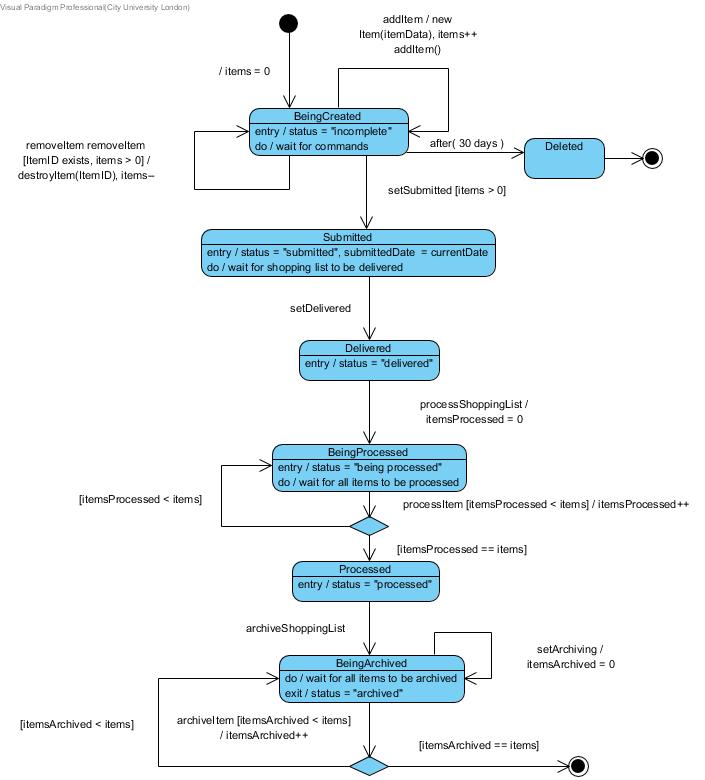 Visual Paradigm Professional(City University London)
addItem / new
Item(itemData), items++
addItem()
/ items = 0
BeingCreated
entry / status = "incomplete"
do / wait for commands
removeItem removeItem
[ItemID exists, items > 0] /
destroyItem(ItemID), items--
after( 30 days )
Deleted
setSubmitted [items > 0]
Submitted
entry / status = "submitted", submittedDate = currentDate
do / wait for shopping list to be delivered
setDelivered
Delivered
entry / status = "delivered"
processShoppingList /
itemsProcessed = 0
BeingProcessed
entry / status = "being processed"
do / wait for all items to be processed
[itemsProcessed < items]
processItem [itemsProcessed < items] / itemsProcessed++
[itemsProcessed == items]
Processed
entry / status = "processed"
archiveShoppingList
setArchiving /
itemsArchived = 0
BeingArchived
do / wait for all items to be archived
exit / status = "archived"
[itemsArchived < items]
archiveItem [itemsArchived < items]
/ itemsArchived++
[itemsArchived == items]